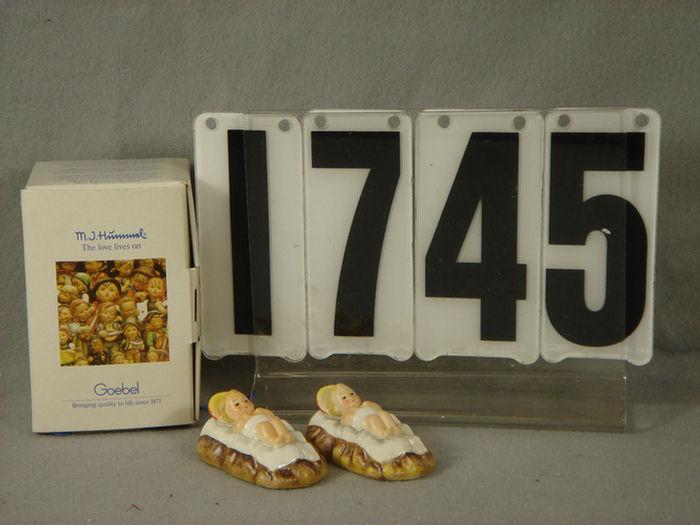 M.J. Hummel®
The love lives on
Goebel
Bringing quality to life since 1871
1745